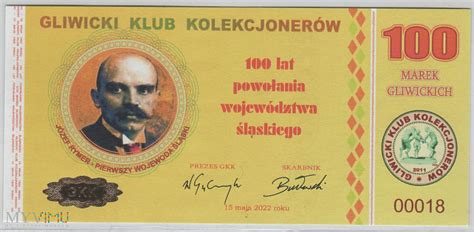 GLIWICKI KLUB KOLEKCJONERÓW
100 lat
powołania
województwa
śląskiego
JÓZEF RYMER - PIERWSZY WOJEWODA ŚLĄSKI
GKK
PREZES GKK
SKARBNIK
15 maja 2022 roku
100
MAREK
GLIWICKICH
GLIWICKI KLUB KOLEKCJONERÓW
2011
00018
MYVIMU